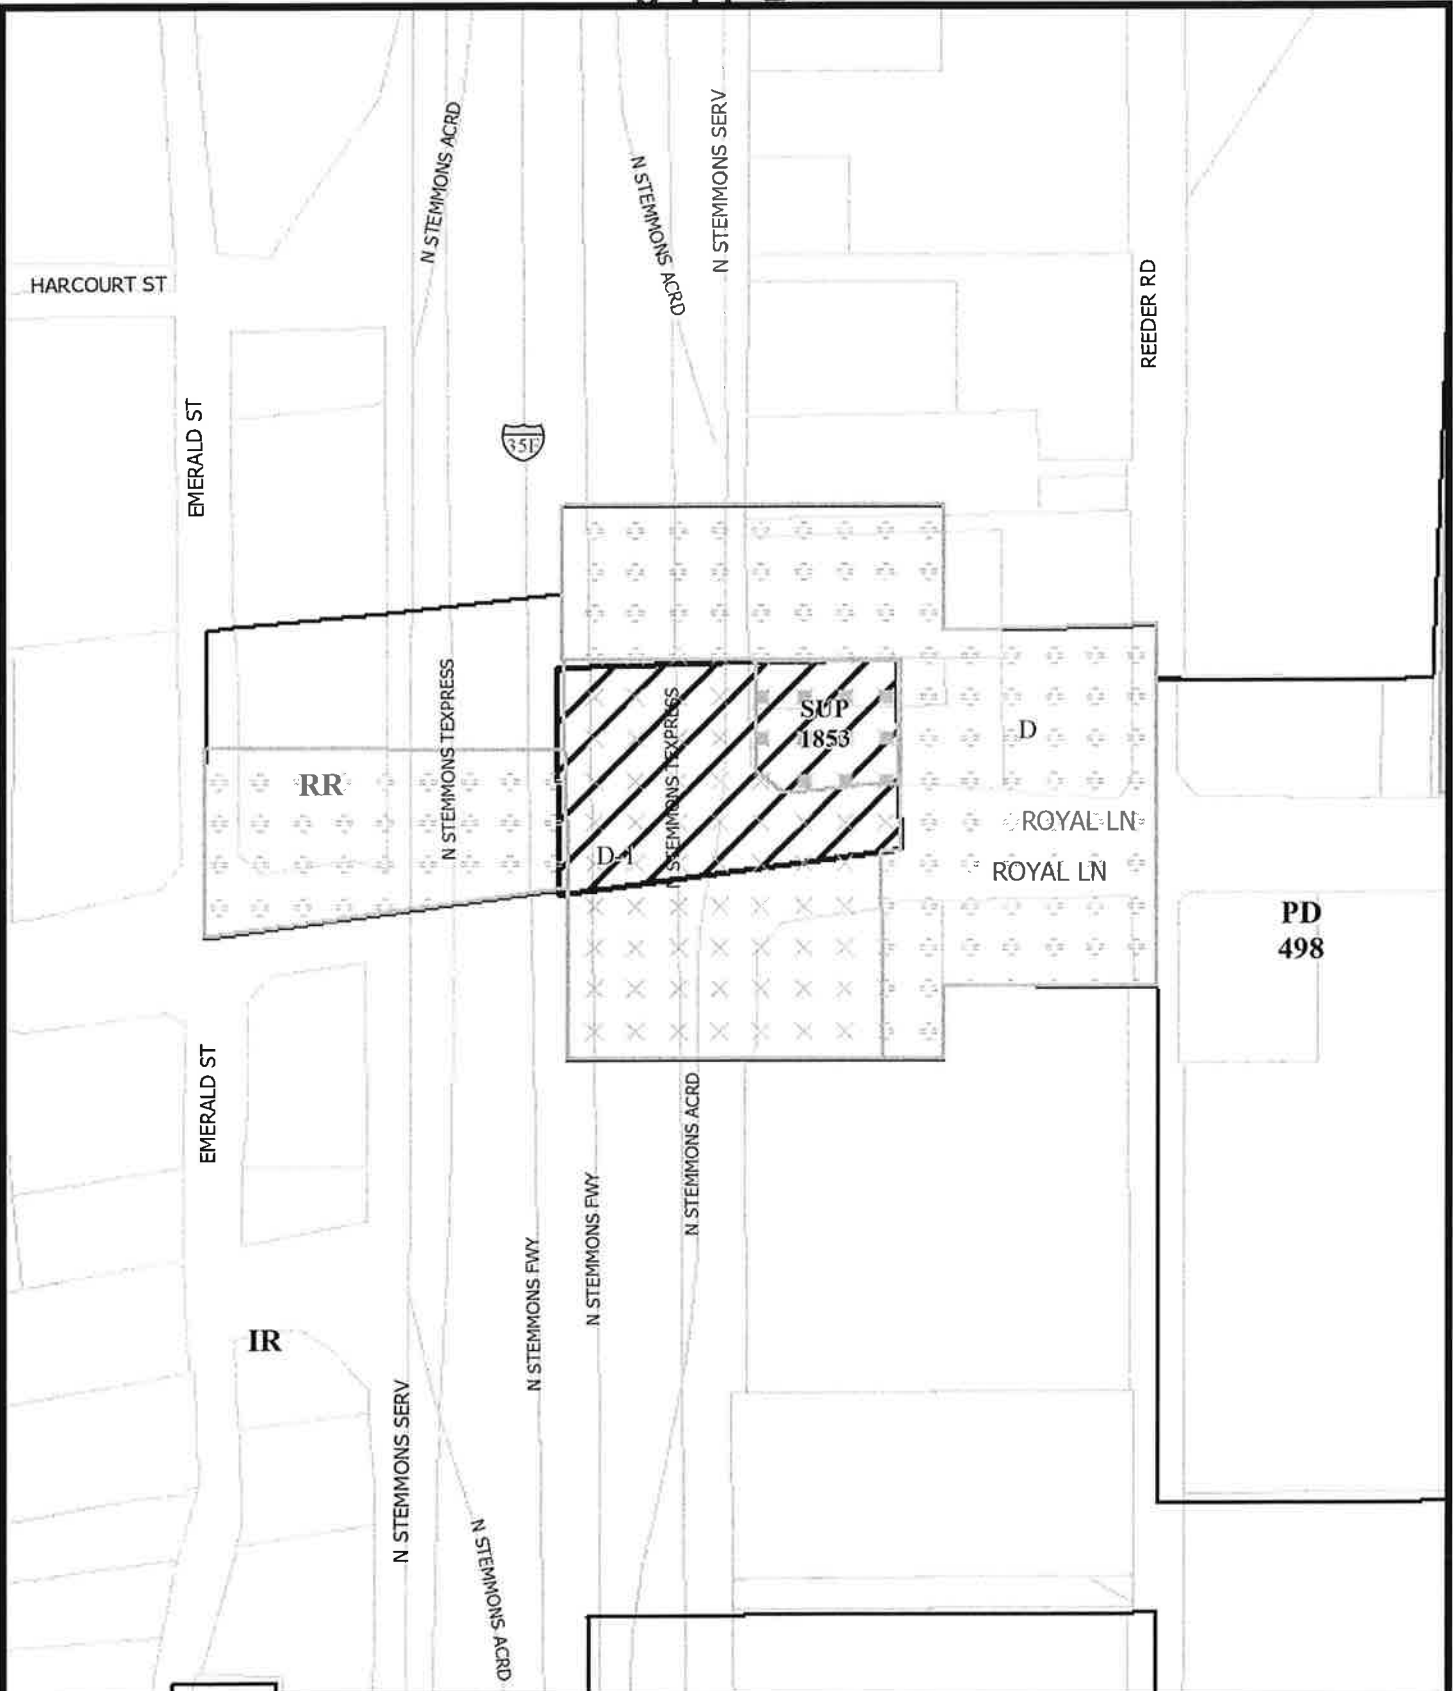 N STEMMONS ACRD
N STEMMONS ACRD
N STEMMONS SERV
HARCOURT ST
REEDER RD
EMERALD ST
35E
N STEMMONS TEXPRESS
N STEMMONS TEXPRESS
SUP
1853
D
RR
ROYAL LN
D-1
ROYAL LN
PD
498
EMERALD ST
N STEMMONS ACRD
N STEMMONS FWY
N STEMMONS FWY
IR
N STEMMONS SERV
N STEMMONS ACRD